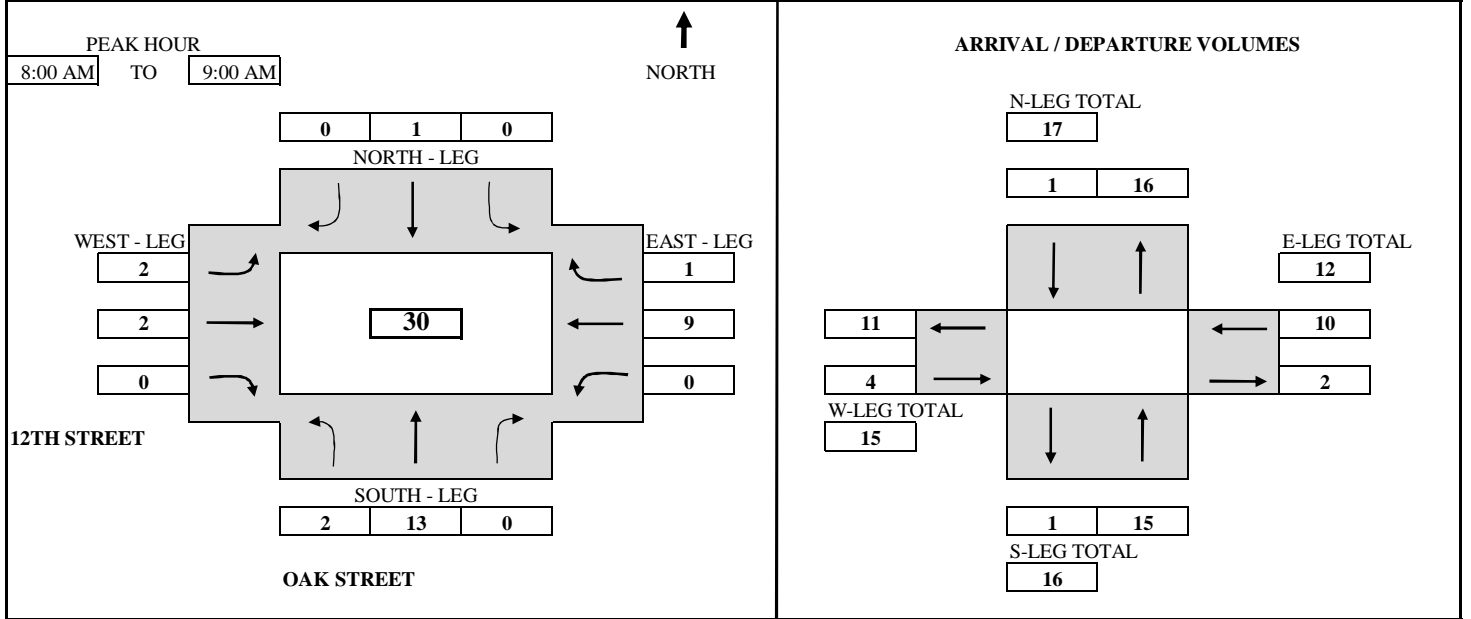 PEAK HOUR
8:00 AM TO 9:00 AM
NORTH
0 1 0
NORTH - LEG
WEST - LEG
EAST - LEG
2
1
2
30
9
0
0
12TH STREET
SOUTH - LEG
2 13 0
OAK STREET
ARRIVAL / DEPARTURE VOLUMES
N-LEG TOTAL
17
1 16
E-LEG TOTAL
12
11
10
4
2
W-LEG TOTAL
15
1 15
S-LEG TOTAL
16